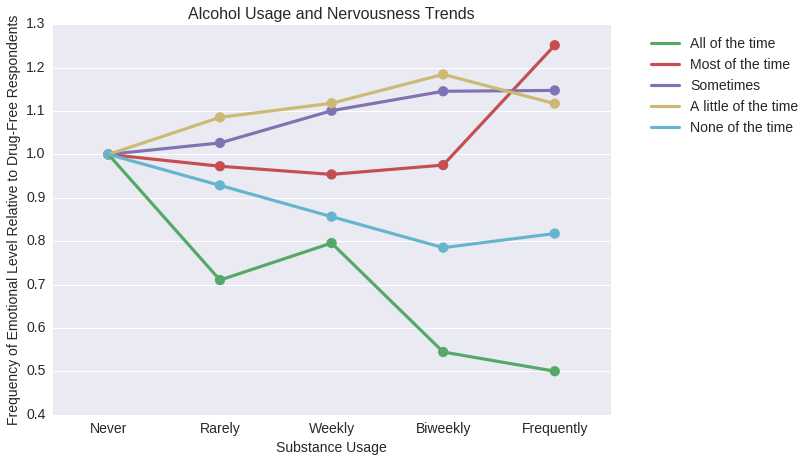 Alcohol Usage and Nervousness Trends
Frequency of Emotional Level Relative to Drug-Free Respondents
1.3
1.2
1.1
1.0
0.9
0.8
0.7
0.6
0.5
0.4
Never
Rarely
Weekly
Biweekly
Frequently
Substance Usage
All of the time
Most of the time
Sometimes
A little of the time
None of the time